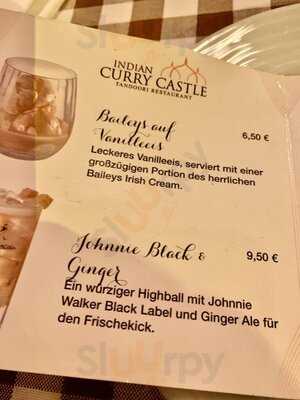 INDIAN
CURRY CASTLE
TANDOORI RESTAURANT
Baileys auf
Vanilleeis
6,50 €
Leckeres Vanilleeis, serviert mit einer
großzügigen Portion des herrlichen
Baileys Irish Cream.
Johnnie Black &
Ginger
9,50 €
Ein würziger Highball mit Johnnie
Walker Black Label und Ginger Ale für
den Frischekick.
Sluurpy